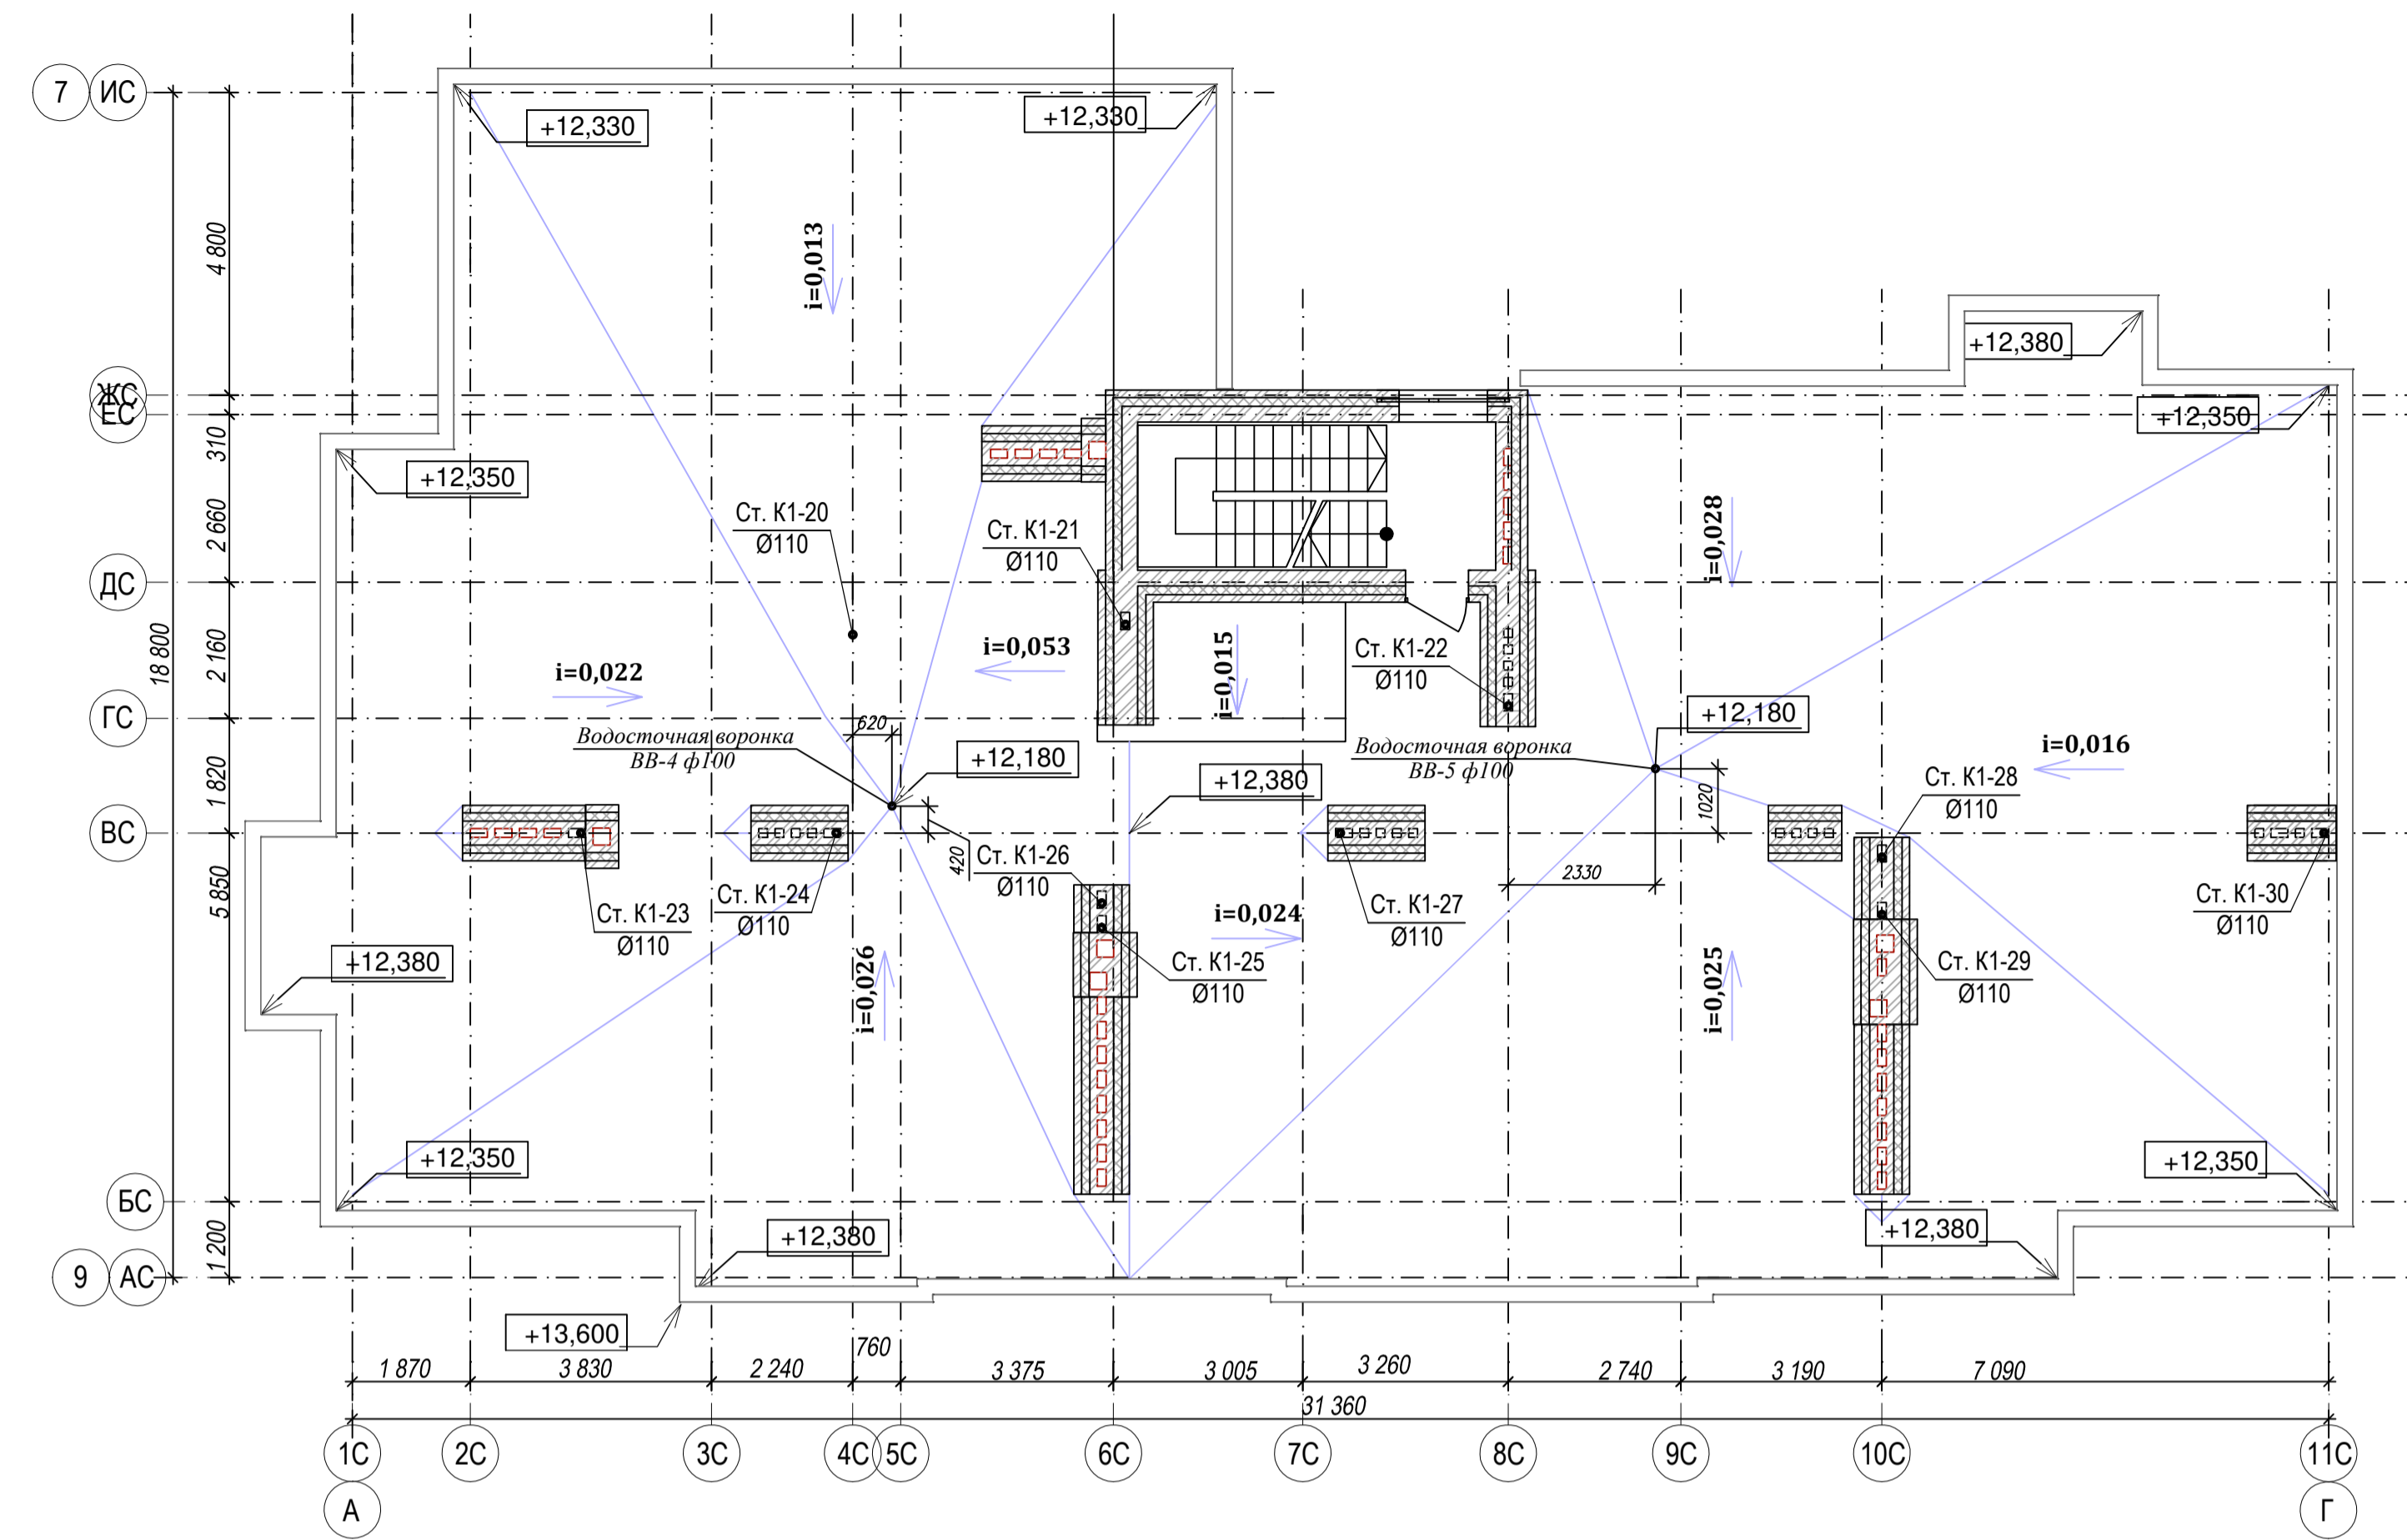 7 ИС
+12,330
+12,330
4 800
i=0,013
+12,380
ЖС
ЕС
+12,350
310
+12,350
2 660
Ст. К1-20
Ø110
Ст. К1-21
Ø110
i=0,028
ДС
18 800
2 160
i=0,053
i=0,015
Ст. К1-22
Ø110
i=0,022
ГС
620
+12,180
Водосточная воронка
ВВ-4 ф100
+12,180
Водосточная воронка
ВВ-5 ф100
i=0,016
+12,380
Ст. К1-28
Ø110
1 820
1020
ВС
420
Ст. К1-26
Ø110
2330
5 850
Ст. К1-24
Ø110
Ст. К1-23
Ø110
i=0,024
Ст. К1-27
Ø110
Ст. К1-30
Ø110
+12,380
i=0,026
Ст. К1-25
Ø110
i=0,025
Ст. К1-29
Ø110
+12,350
+12,350
БС
+12,380
+12,380
1 200
9 АС
+13,600
760
1 870
3 830
2 240
3 375
3 005
3 260
2 740
3 190
7 090
31 360
1С 2С 3С 4С 5С 6С 7С 8С 9С 10С 11С
А Г